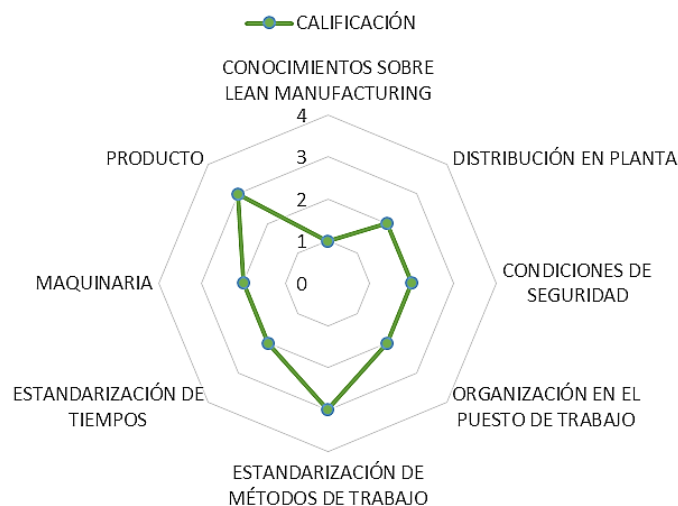 CALIFICACIÓN
CONOCIMIENTOS SOBRE
LEAN MANUFACTURING
4
PRODUCTO
3
DISTRIBUCIÓN EN PLANTA
2
1
MAQUINARIA
0
CONDICIONES DE
SEGURIDAD
ESTANDARIZACIÓN DE
TIEMPOS
ORGANIZACIÓN EN EL
PUESTO DE TRABAJO
ESTANDARIZACIÓN DE
MÉTODOS DE TRABAJO